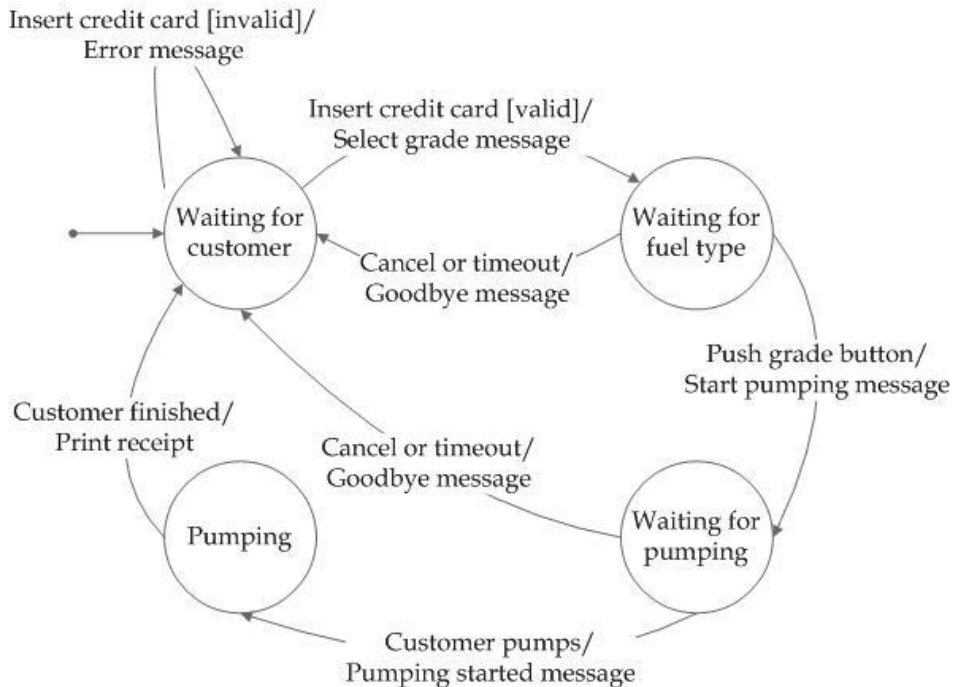 Insert credit card [invalid]/
Error message
Insert credit card [valid]/
Select grade message
Waiting for
customer
Waiting for
fuel type
Cancel or timeout/
Goodbye message
Push grade button/
Start pumping message
Customer finished/
Print receipt
Cancel or timeout/
Goodbye message
Pumping
Waiting for
pumping
Customer pumps/
Pumping started message